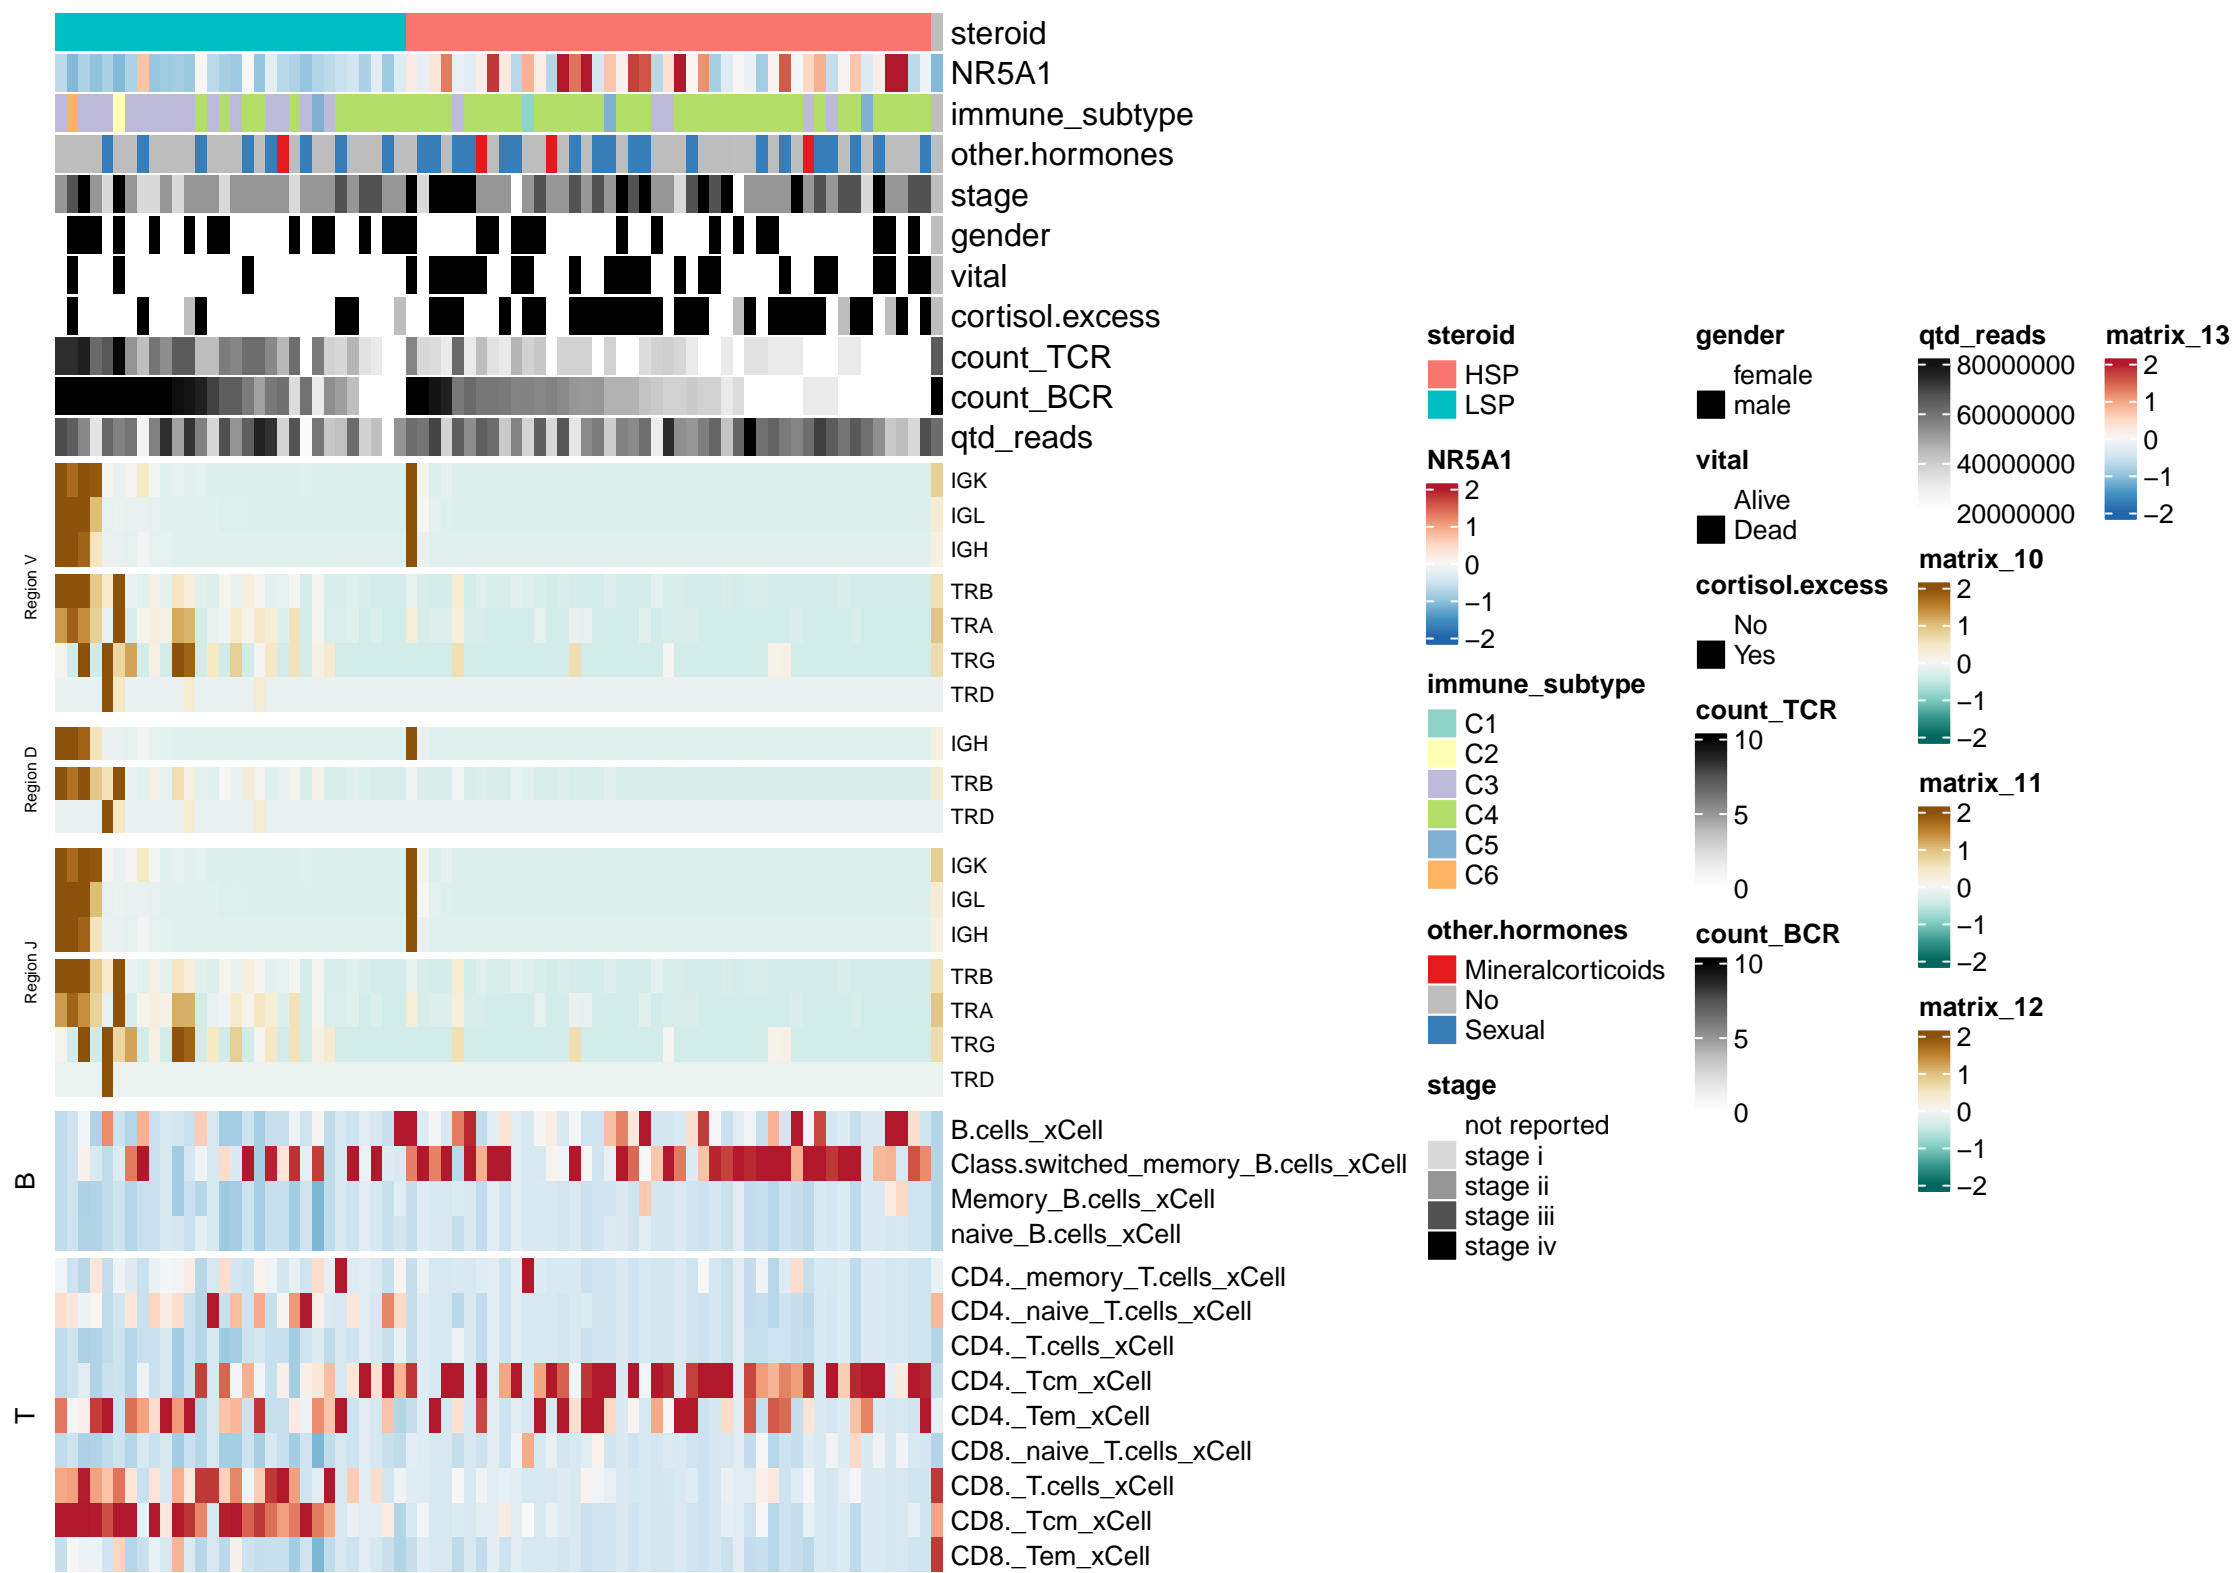 steroid
NR5A1
immune_subtype
other.hormones
stage
gender
vital
cortisol.excess
count_TCR
count_BCR
qtd_reads
Region V
IGK
IGL
IGH
TRB
TRA
TRG
TRD
Region D
IGH
TRB
TRD
Region J
IGK
IGL
IGH
TRB
TRA
TRG
TRD
B
B.cells_xCell
Class.switched_memory_B.cells_xCell
Memory_B.cells_xCell
naive_B.cells_xCell
T
CD4._memory_T.cells_xCell
CD4._naive_T.cells_xCell
CD4._T.cells_xCell
CD4._Tcm_xCell
CD4._Tem_xCell
CD8._naive_T.cells_xCell
CD8._T.cells_xCell
CD8._Tcm_xCell
CD8._Tem_xCell
steroid
HSP
LSP
NR5A1
2
1
0
−1
−2
immune_subtype
C1
C2
C3
C4
C5
C6
other.hormones
Mineralcorticoids
No
Sexual
stage
not reported
stage i
stage ii
stage iii
stage iv
gender
female
male
vital
Alive
Dead
cortisol.excess
No
Yes
count_TCR
10
5
0
count_BCR
10
5
0
qtd_reads
80000000
60000000
40000000
20000000
matrix_10
2
1
0
−1
−2
matrix_11
2
1
0
−1
−2
matrix_12
2
1
0
−1
−2
matrix_13
2
1
0
−1
−2